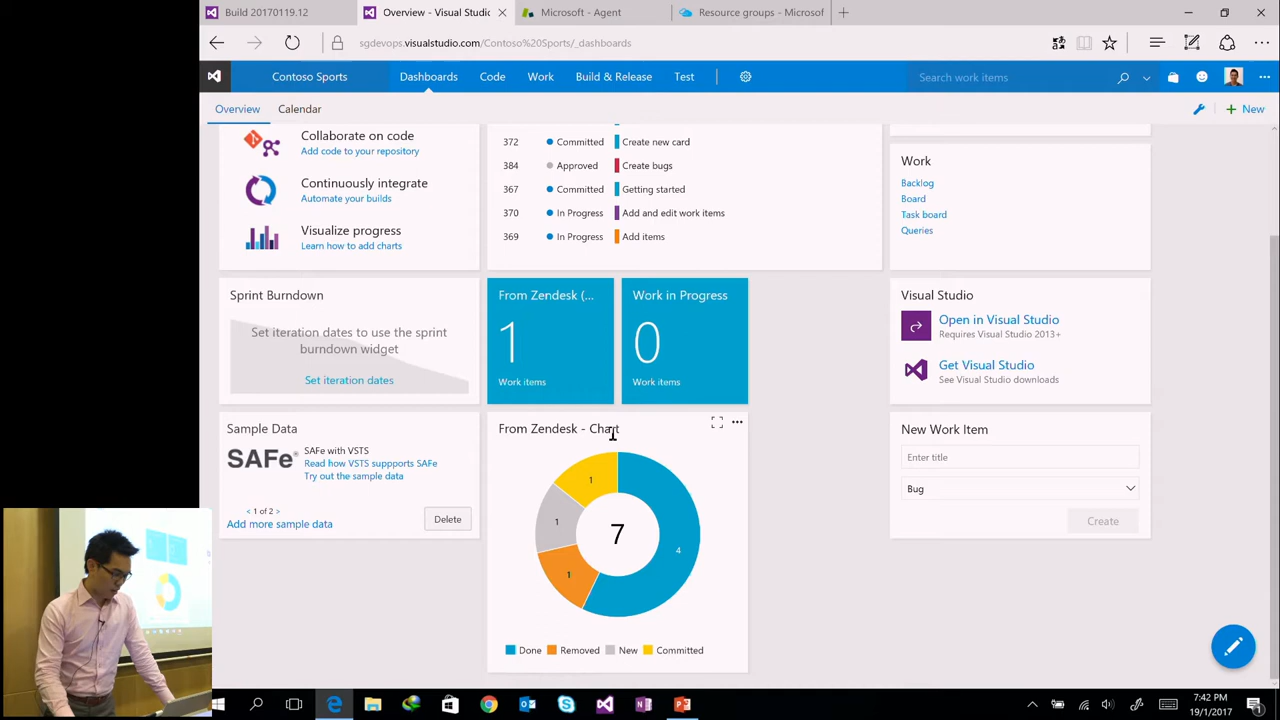 Build 20170119.12
Overview - Visual Studio
Microsoft - Agent
Resource groups - Microsof
sgdevops.visualstudio.com/Contoso%20Sports/_dashboards
Contoso Sports
Dashboards
Code
Work
Build & Release
Test
Search work items
Overview
Calendar
New
Collaborate on code
Add code to your repository
Continuously integrate
Automate your builds
Visualize progress
Learn how to add charts
372 Committed Create new card
384 Approved Create bugs
367 Committed Getting started
370 In Progress Add and edit work items
369 In Progress Add items
Work
Backlog
Board
Task board
Queries
Sprint Burndown
Set iteration dates to use the sprint
burndown widget
Set iteration dates
From Zendesk (...
1
Work items
Work in Progress
0
Work items
Visual Studio
Open in Visual Studio
Requires Visual Studio 2013+
Get Visual Studio
See Visual Studio downloads
Sample Data
SAFe®
SAFe with VSTS
Read how VSTS suppports SAFe
Try out the sample data
< 1 of 2 >
Add more sample data
Delete
From Zendesk - Chart
1
1
7
4
1
Done Removed New Committed
New Work Item
Enter title
Bug
Create
7:42 PM
19/1/2017